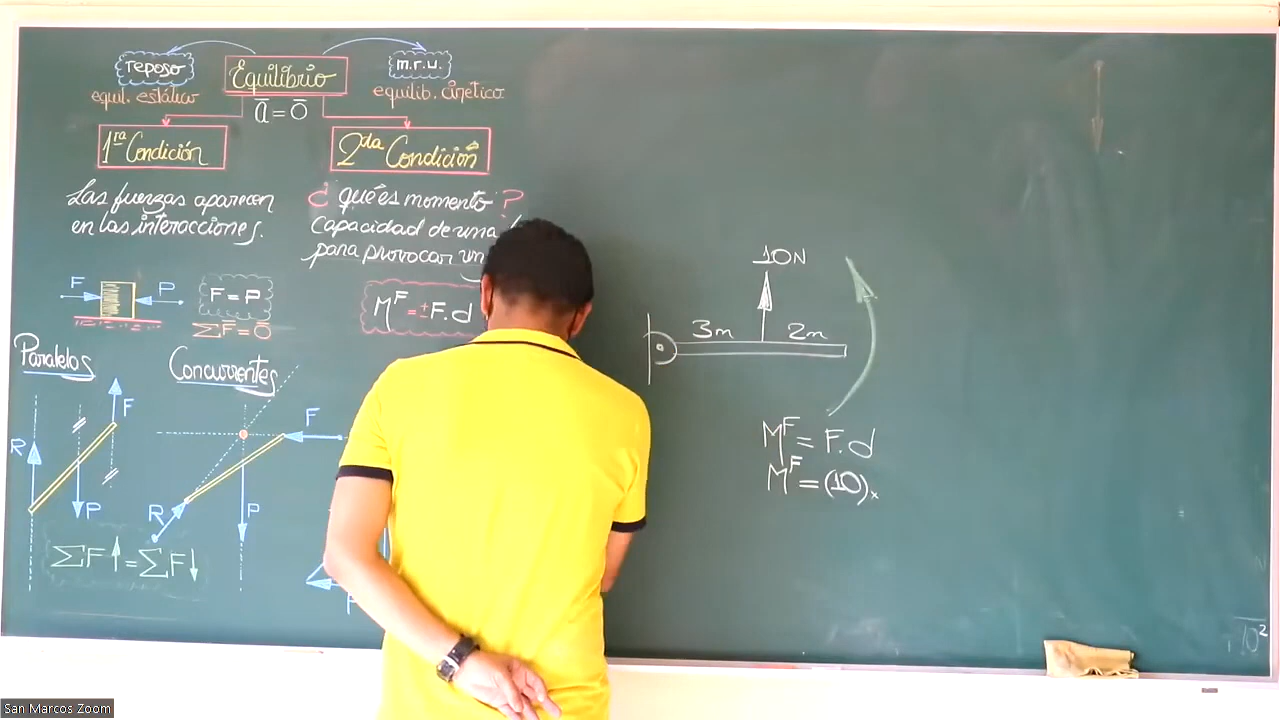 reposo
Equilibrio
m.r.u.
equil. estático
equilib. cinético
a̅ = 0̅
1ra Condición
2da Condición
Las fuerzas aparecen
en las interacciones.
¿ qué es momento ?
Capacidad de una
para provocar un
F
P
F = P
ΣF̅ = 0̅
M^F = ±F.d
Paralelos
Concurrentes
F
R
P
F
R
P
ΣF↑ = ΣF↓
10N
3m
2m
M^F = F.d
M^F = (10)x
10²
San Marcos Zoom